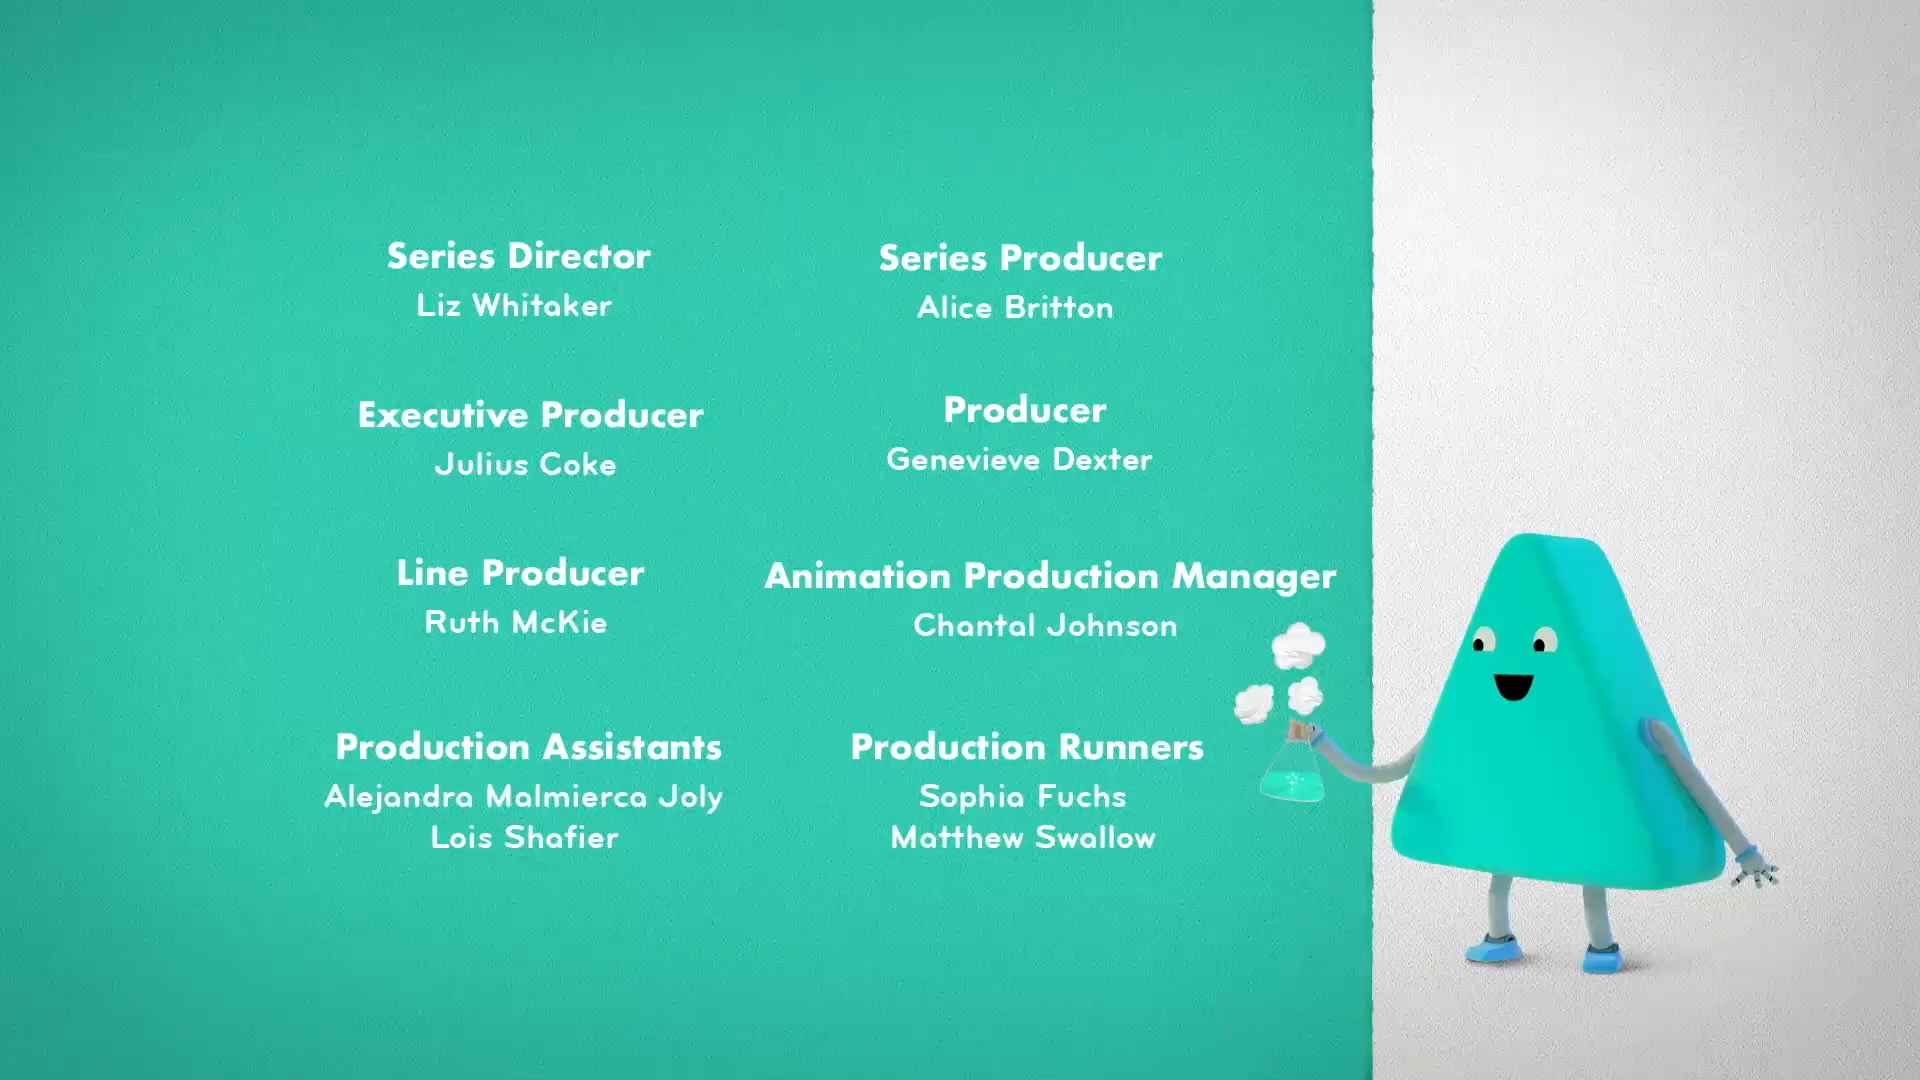 Series Director
Liz Whitaker
Series Producer
Alice Britton
Executive Producer
Julius Coke
Producer
Genevieve Dexter
Line Producer
Ruth McKie
Animation Production Manager
Chantal Johnson
Production Assistants
Alejandra Malmierca Joly
Lois Shafier
Production Runners
Sophia Fuchs
Matthew Swallow